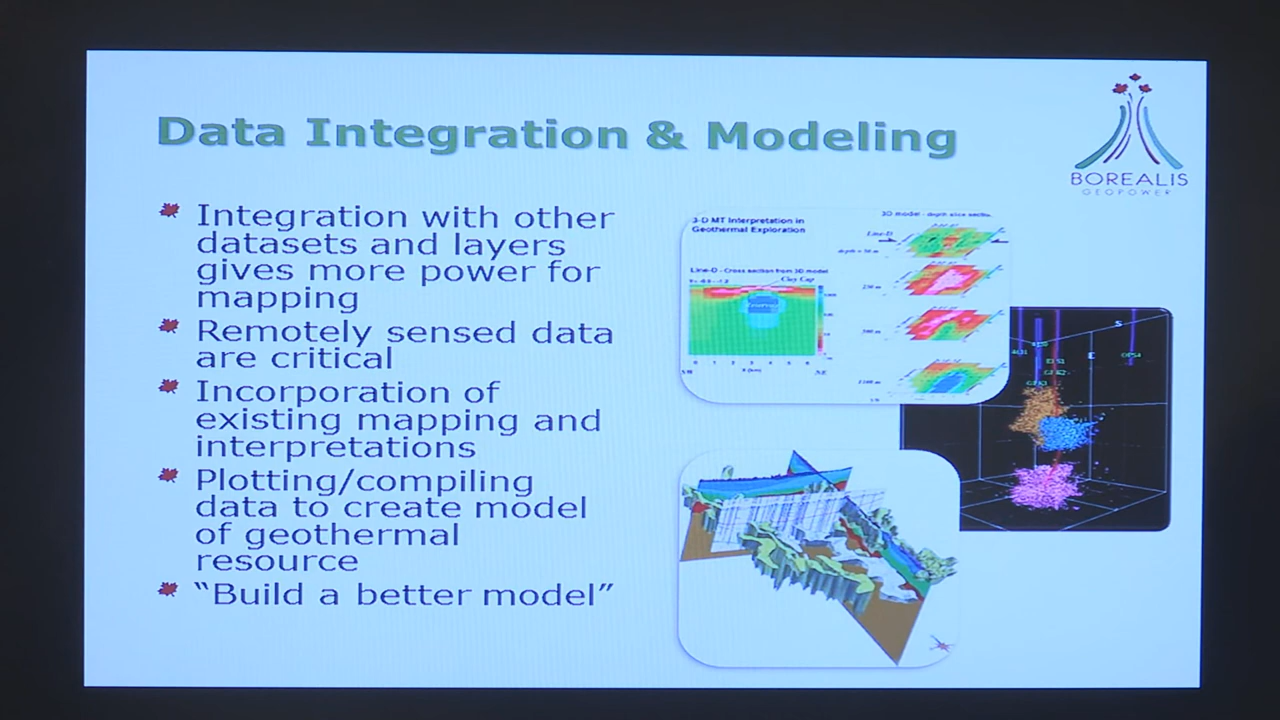 Data Integration & Modeling
BOREALIS
GEOPOWER
Integration with other
datasets and layers
gives more power for
mapping
Remotely sensed data
are critical
Incorporation of
existing mapping and
interpretations
Plotting/compiling
data to create model
of geothermal
resource
“Build a better model”
3-D MT Interpretation in
Geothermal Exploration
Line-D - Cross section from 3D model
Clay Cap
3D model - depth slice
Line-D
S
E